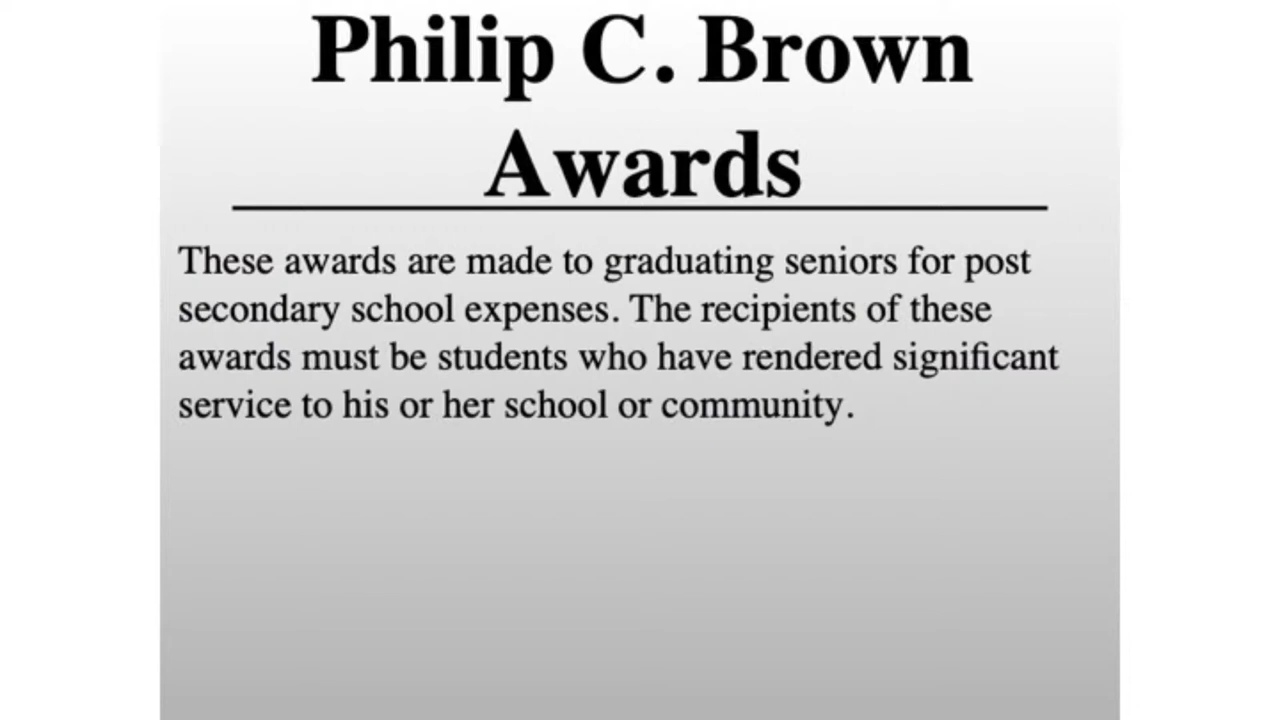 Philip C. Brown
Awards
These awards are made to graduating seniors for post
secondary school expenses. The recipients of these
awards must be students who have rendered significant
service to his or her school or community.